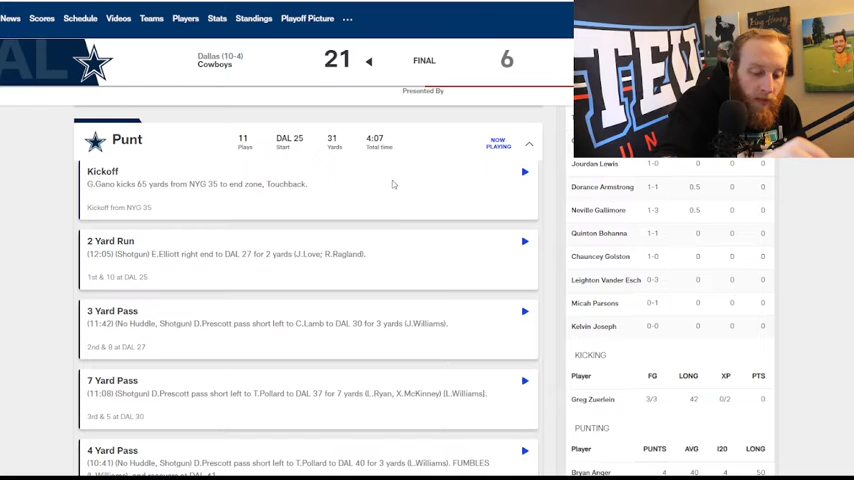 News Scores Schedule Videos Teams Players Stats Standings Playoff Picture ...
AL
Dallas (10-4)
Cowboys
21
FINAL
6
Presented By
TEU
UN
King Henry
Punt
11
Plays
DAL 25
Start
31
Yards
4:07
Total time
NOW
PLAYING
Kickoff
G.Gano kicks 65 yards from NYG 35 to end zone, Touchback.
Kickoff from NYG 35
2 Yard Run
(12:05) (Shotgun) E.Elliott right end to DAL 27 for 2 yards (J.Love; R.Ragland).
1st & 10 at DAL 25
3 Yard Pass
(11:42) (No Huddle, Shotgun) D.Prescott pass short left to C.Lamb to DAL 30 for 3 yards (J.Williams).
2nd & 8 at DAL 27
7 Yard Pass
(11:08) (Shotgun) D.Prescott pass short left to T.Pollard to DAL 37 for 7 yards (L.Ryan, X.McKinney) [L.Williams].
3rd & 5 at DAL 30
4 Yard Pass
(10:41) (Shotgun) D.Prescott pass short left to T.Pollard to DAL 40 for 3 yards (L.Williams). FUMBLES
Jourdan Lewis 1-0 0 0 0
Dorance Armstrong 1-1 0.5 0 0
Neville Gallimore 1-3 0.5 0 0
Quinton Bohanna 1-1 0 0 0
Chauncey Golston 1-0 0 0 0
Leighton Vander Esch 0-3 0 0 0
Micah Parsons 0-1 0 0 0
Kelvin Joseph 0-0 0 0 0
KICKING
Player FG LONG XP PTS
Greg Zuerlein 3/3 42 0/2 0
PUNTING
Player PUNTS AVG I20 LONG
Bryan Anger 4 40 4 50